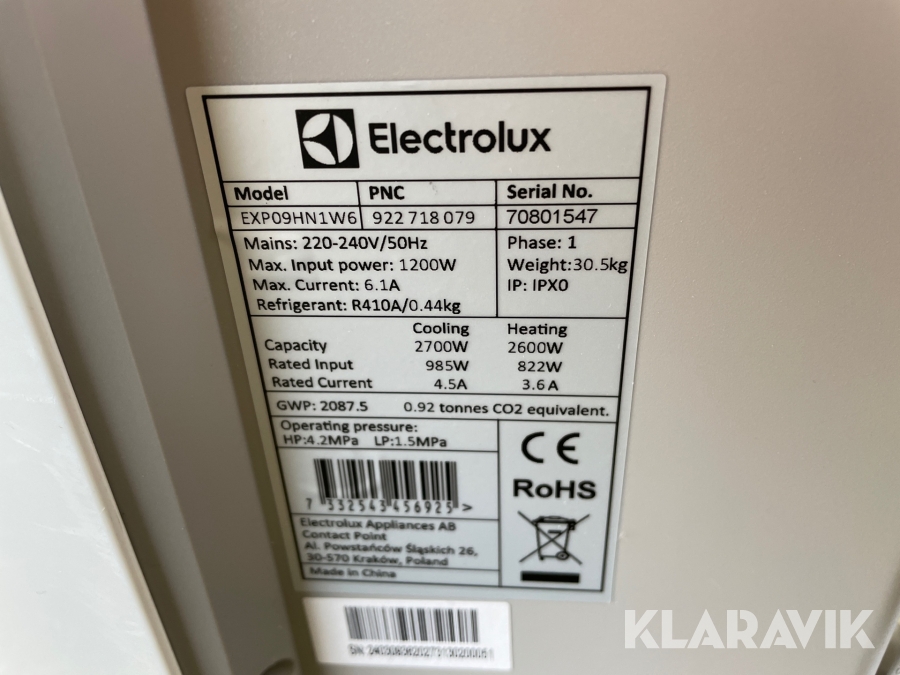 Electrolux
Model PNC Serial No.
EXP09HN1W6 922 718 079 70801547
Mains: 220-240V/50Hz Phase: 1
Max. Input power: 1200W Weight:30.5kg
Max. Current: 6.1A IP: IPX0
Refrigerant: R410A/0.44kg
Cooling Heating
Capacity 2700W 2600W
Rated Input 985W 822W
Rated Current 4.5A 3.6A
GWP: 2087.5 0.92 tonnes CO2 equivalent.
Operating pressure:
HP:4.2MPa LP:1.5MPa
CE
RoHS
7 332543 456925 >
Electrolux Appliances AB
Contact Point
Al. Powstańców Śląskich 26,
30-570 Kraków, Poland
Made in China
S/N:
KLARAVIK